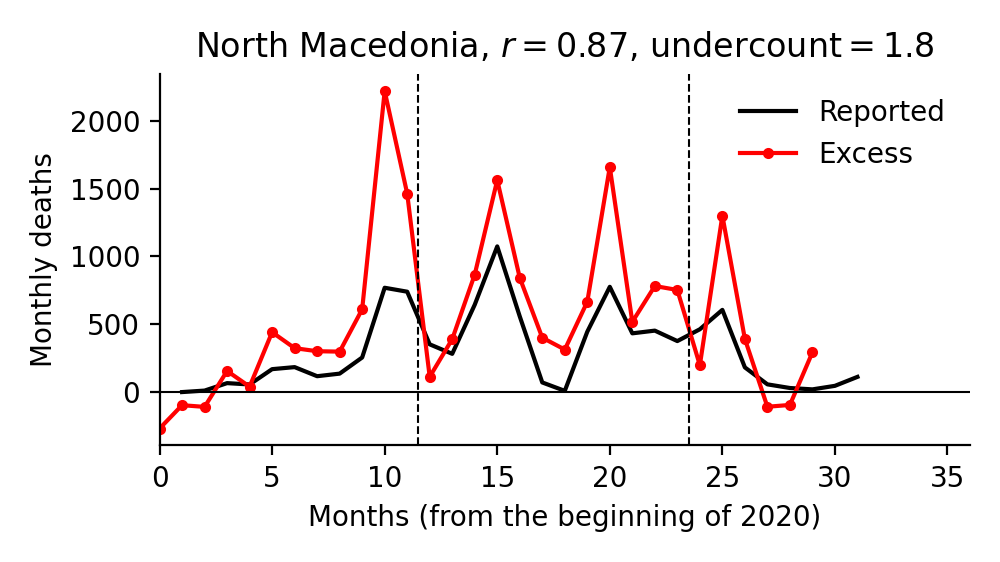 North Macedonia, r = 0.87, undercount = 1.8
Monthly deaths
2000
1500
1000
500
0
Reported
Excess
0 5 10 15 20 25 30 35
Months (from the beginning of 2020)